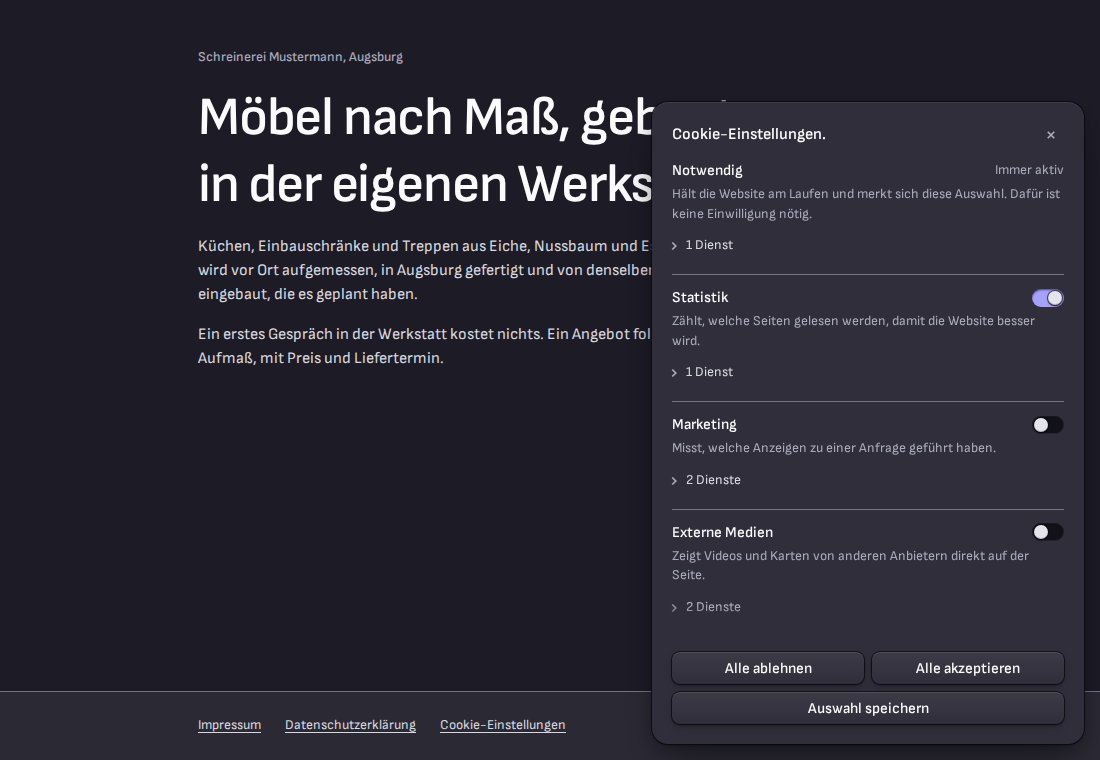 Schreinerei Mustermann, Augsburg
Möbel nach Maß,
in der eigenen
Küchen, Einbauschränke und Treppen aus Eiche, Nussbaum und
wird vor Ort aufgemessen, in Augsburg gefertigt und von
eingebaut, die es geplant haben.
Ein erstes Gespräch in der Werkstatt kostet nichts. Ein Angebot
Aufmaß, mit Preis und Liefertermin.
Cookie-Einstellungen.
×
Notwendig
Immer aktiv
Hält die Website am Laufen und merkt sich diese Auswahl. Dafür ist
keine Einwilligung nötig.
1 Dienst
Statistik
Zählt, welche Seiten gelesen werden, damit die Website besser
wird.
1 Dienst
Marketing
Misst, welche Anzeigen zu einer Anfrage geführt haben.
2 Dienste
Externe Medien
Zeigt Videos und Karten von anderen Anbietern direkt auf der
Seite.
2 Dienste
Alle ablehnen
Alle akzeptieren
Auswahl speichern
Impressum
Datenschutzerklärung
Cookie-Einstellungen